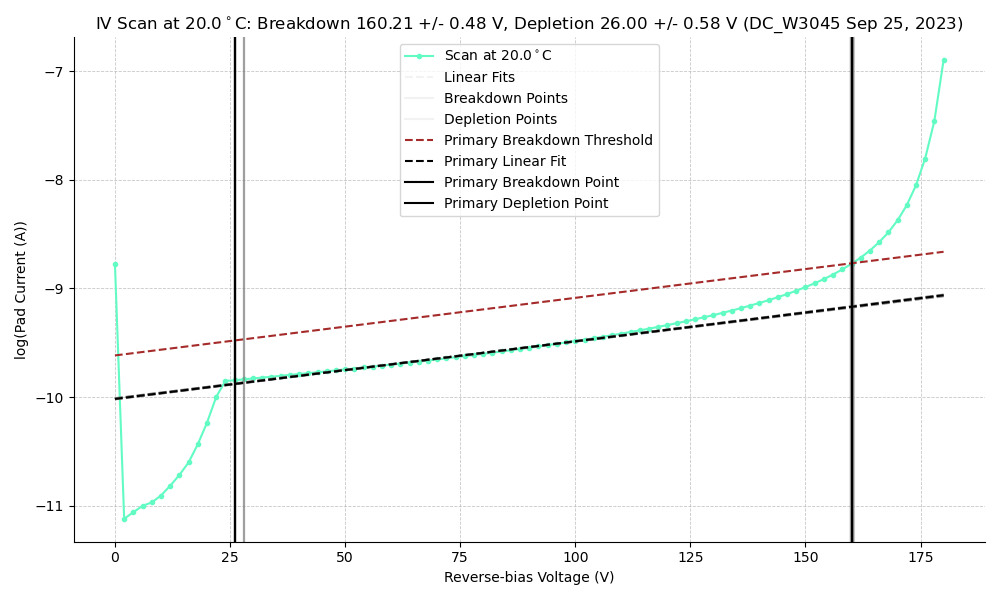 IV Scan at 20.0°C: Breakdown 160.21 +/- 0.48 V, Depletion 26.00 +/- 0.58 V (DC_W3045 Sep 25, 2023)
Scan at 20.0°C
Linear Fits
Breakdown Points
Depletion Points
Primary Breakdown Threshold
Primary Linear Fit
Primary Breakdown Point
Primary Depletion Point
log(Pad Current (A))
−7
−8
−9
−10
−11
0
25
50
75
100
125
150
175
Reverse-bias Voltage (V)